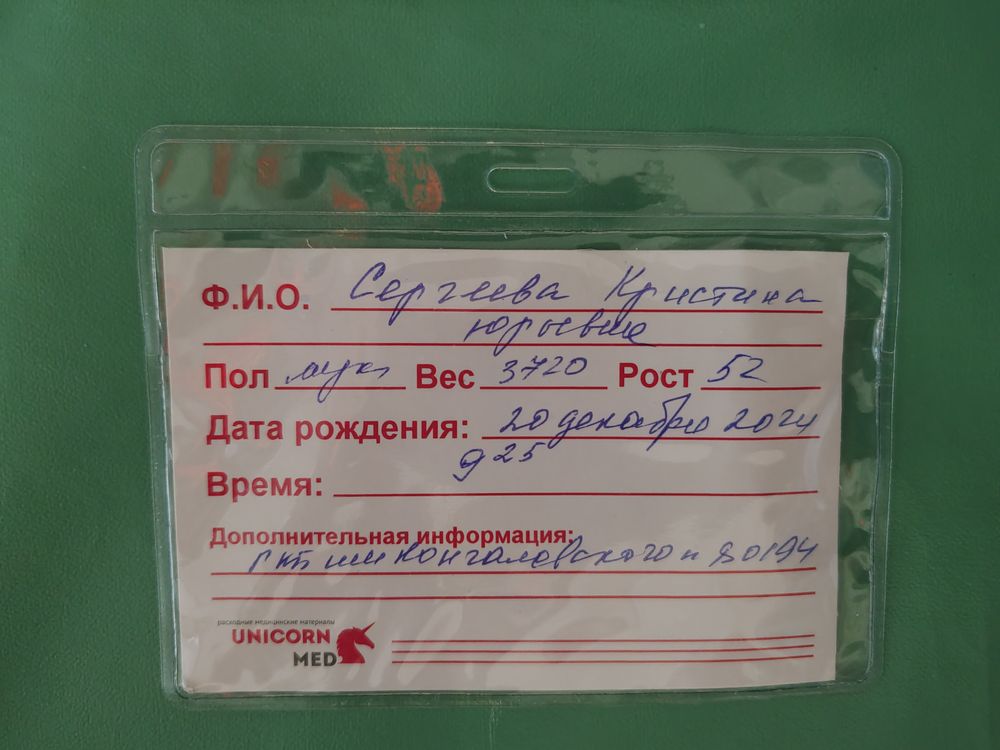 Ф.И.О. Сергеева Кристина
Юрьевна
Пол муж Вес 3720 Рост 52
Дата рождения: 20 декабря 2024
9 25
Время:
Дополнительная информация:
ГКБ им Кончаловского н 80194
расходные медицинские материалы
UNICORN
MED